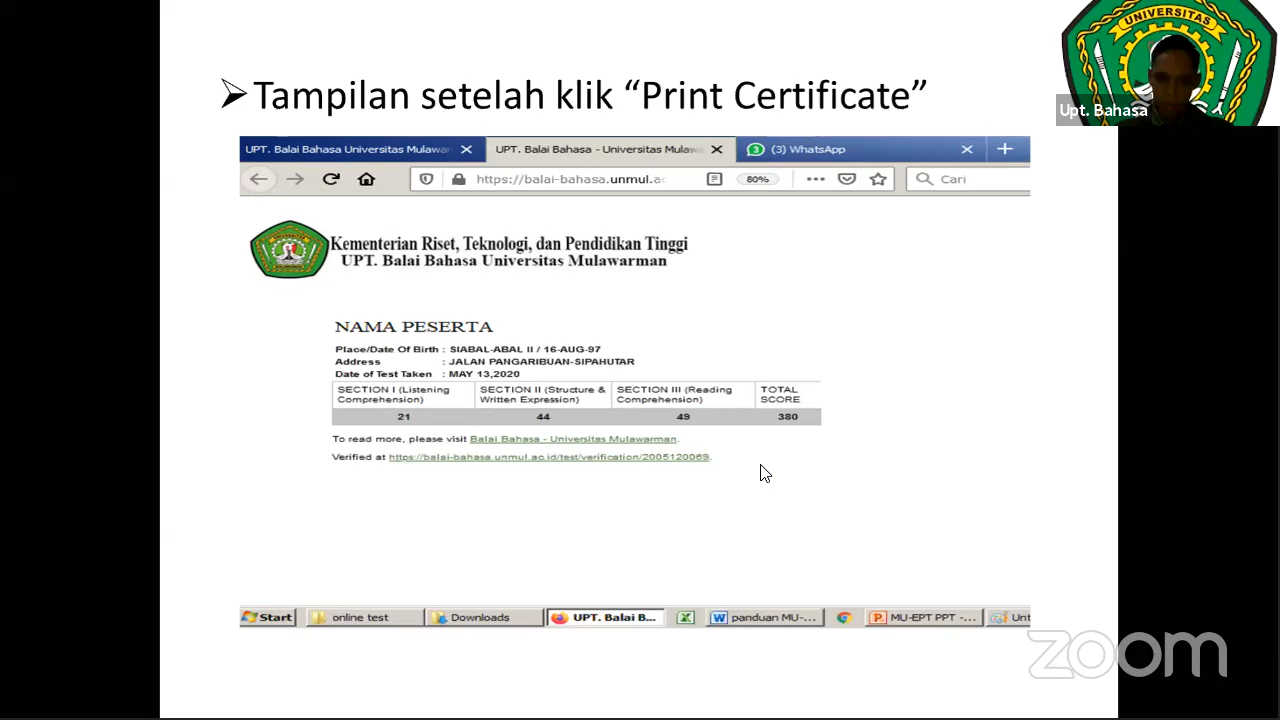 ➢Tampilan setelah klik “Print Certificate”
UNIVERSITAS
Upt. Bahasa
UPT. Balai Bahasa Universitas Mulawar
UPT. Balai Bahasa - Universitas Mulaw
(3) WhatsApp
https://balai-bahasa.unmul.ac
80%
Cari
Kementerian Riset, Teknologi, dan Pendidikan Tinggi
UPT. Balai Bahasa Universitas Mulawarman
NAMA PESERTA
Place/Date Of Birth : SIABAL-ABAL II / 16-AUG-97
Address : JALAN PANGARIBUAN-SIPAHUTAR
Date of Test Taken : MAY 13,2020
SECTION I (Listening Comprehension) SECTION II (Structure & Written Expression) SECTION III (Reading Comprehension) TOTAL SCORE
21 44 49 380
To read more, please visit Balai Bahasa - Universitas Mulawarman.
Verified at https://balai-bahasa.unmul.ac.id/test/verification/2005120069.
Start online test Downloads UPT. Balai B... panduan MU-... MU-EPT PPT -... Unt
zoom